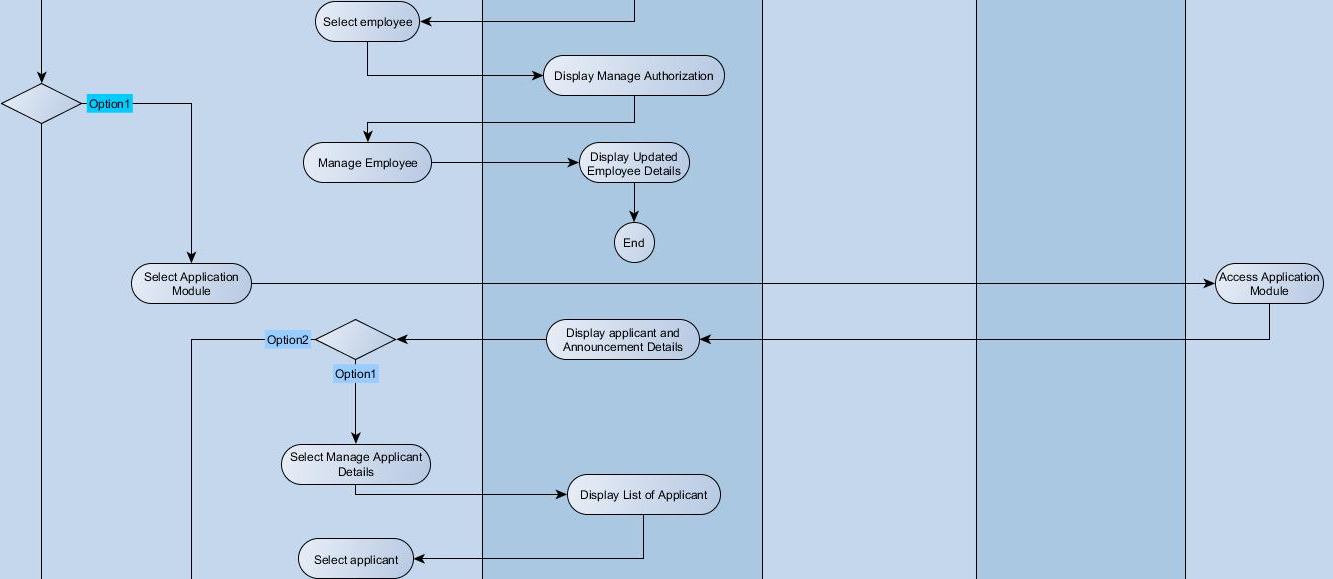 Select employee
Display Manage Authorization
Option1
Manage Employee
Display Updated
Employee Details
End
Select Application
Module
Access Application
Module
Option2
Display applicant and
Announcement Details
Option1
Select Manage Applicant
Details
Display List of Applicant
Select applicant